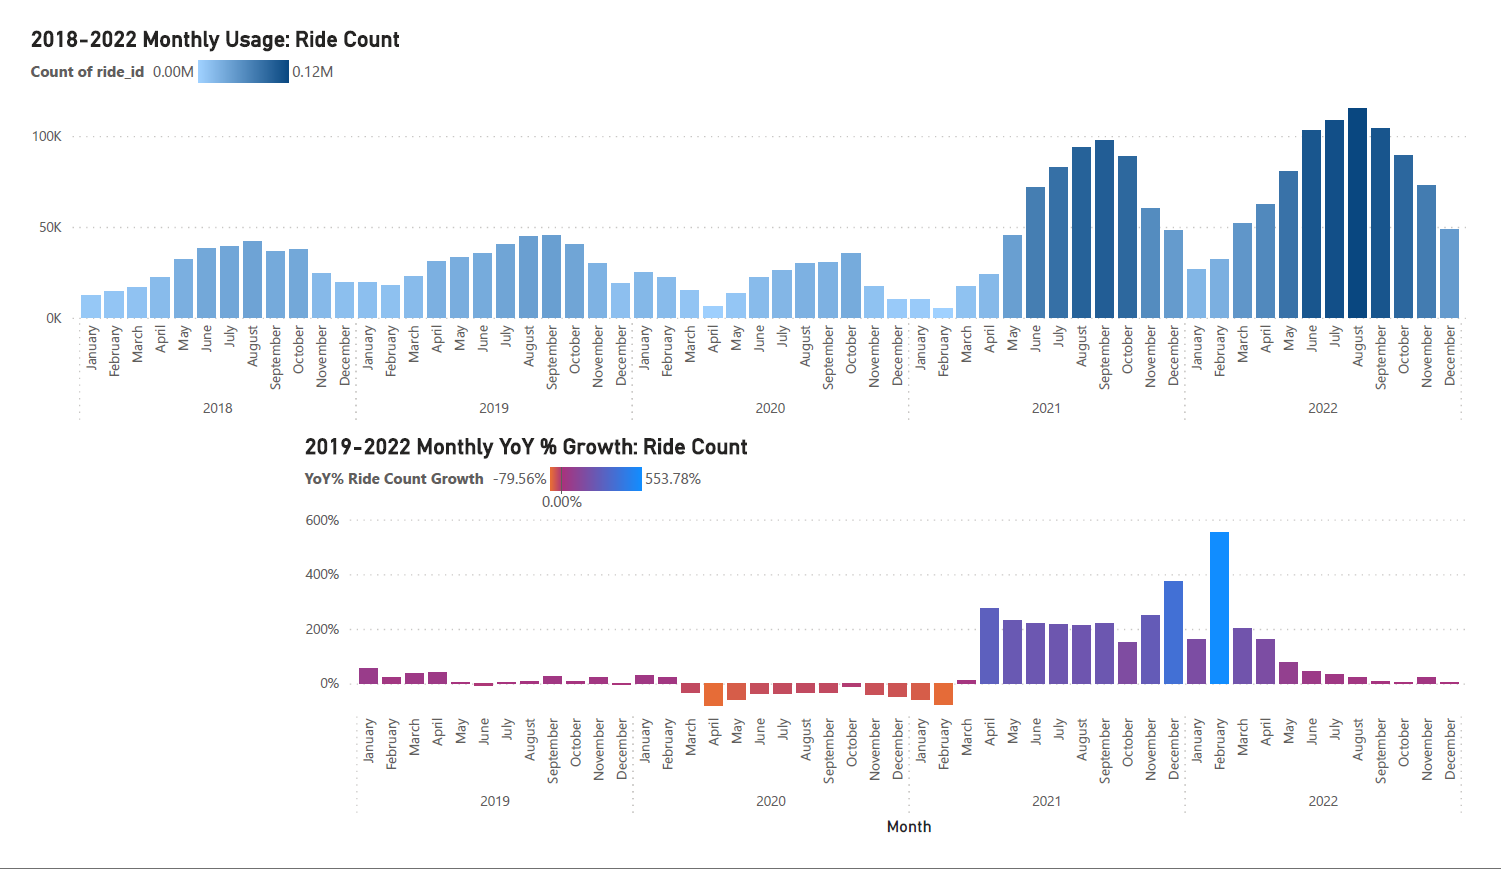 2018-2022 Monthly Usage: Ride Count
Count of ride_id 0.00M 0.12M
100K
50K
0K
January February March April May June July August September October November December January February March April May June July August September October November December January February March April May June July August September October November December January February March April May June July August September October November December January February March April May June July August September October November December
2018 2019 2020 2021 2022
2019-2022 Monthly YoY % Growth: Ride Count
YoY% Ride Count Growth -79.56% 553.78%
0.00%
600%
400%
200%
0%
January February March April May June July August September October November December January February March April May June July August September October November December January February March April May June July August September October November December January February March April May June July August September October November December
2019 2020 2021 2022
Month